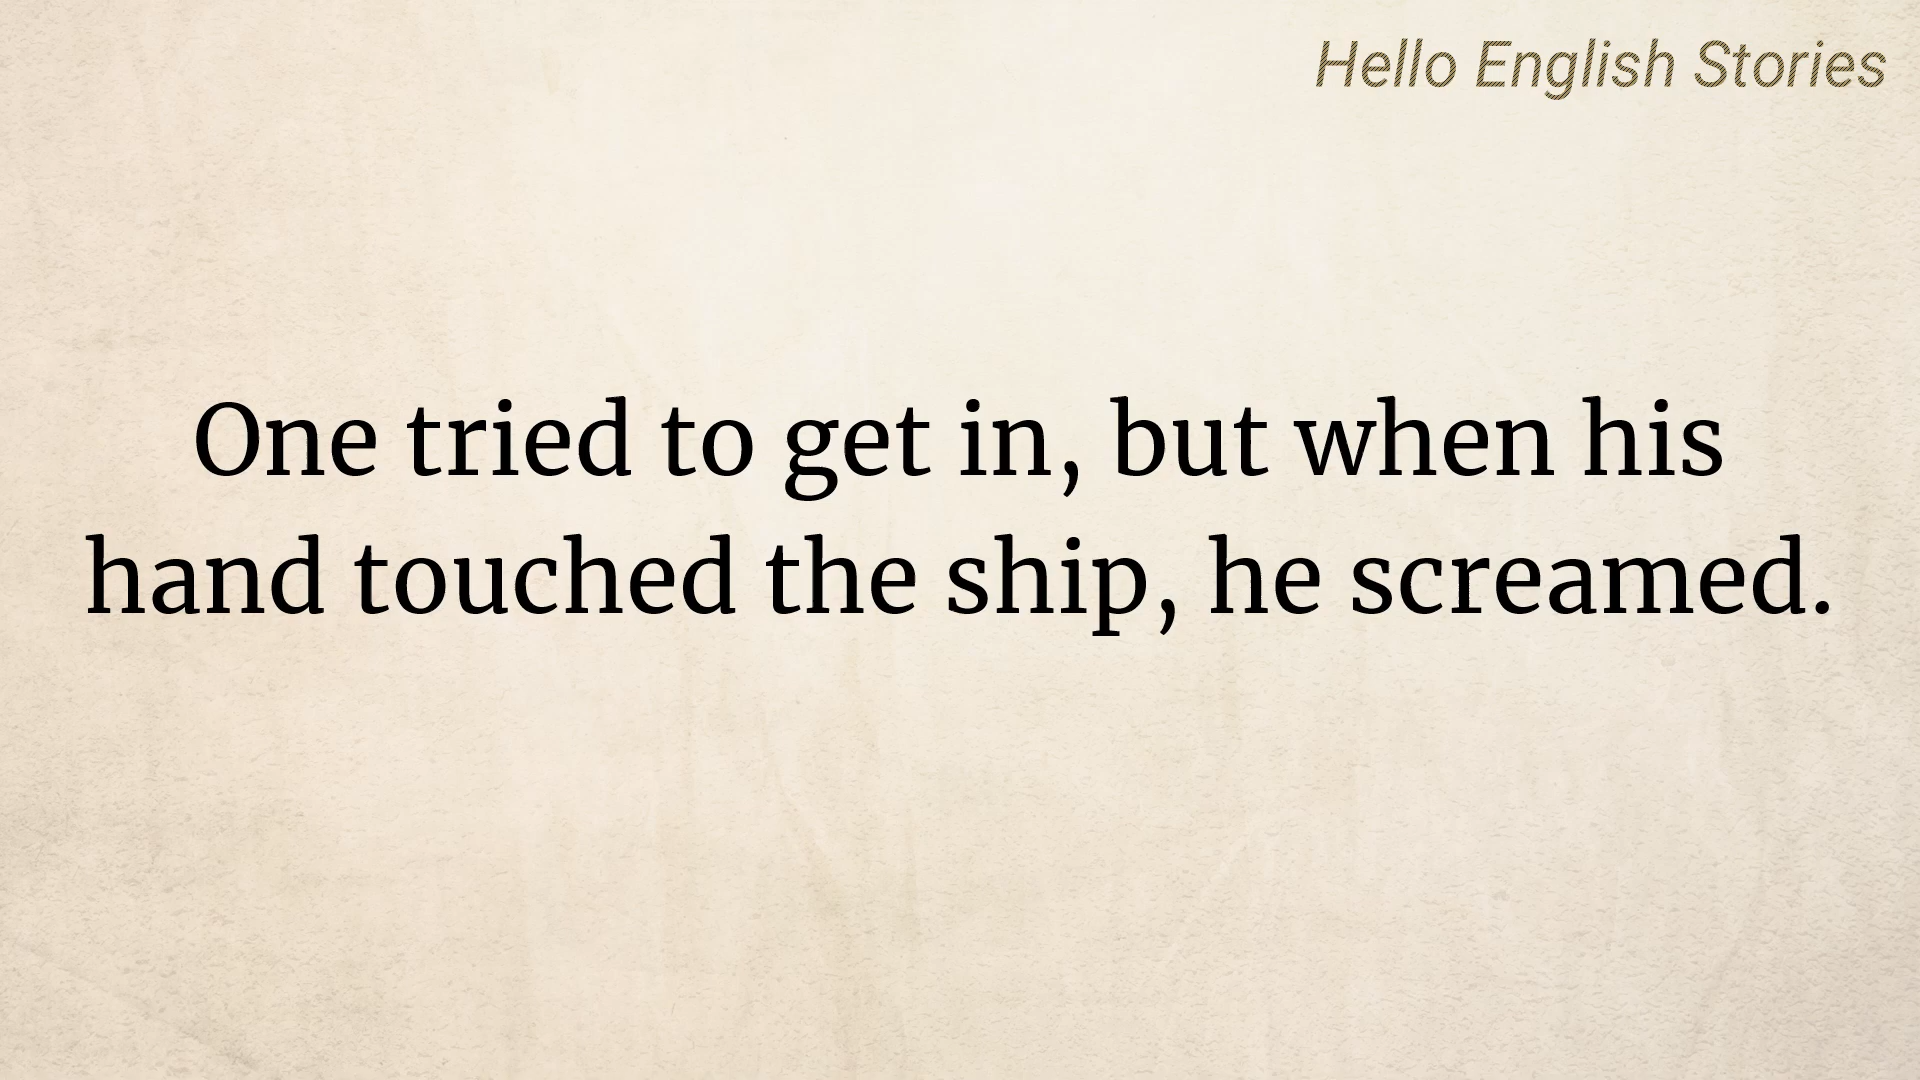 Hello English Stories
One tried to get in, but when his
hand touched the ship, he screamed.